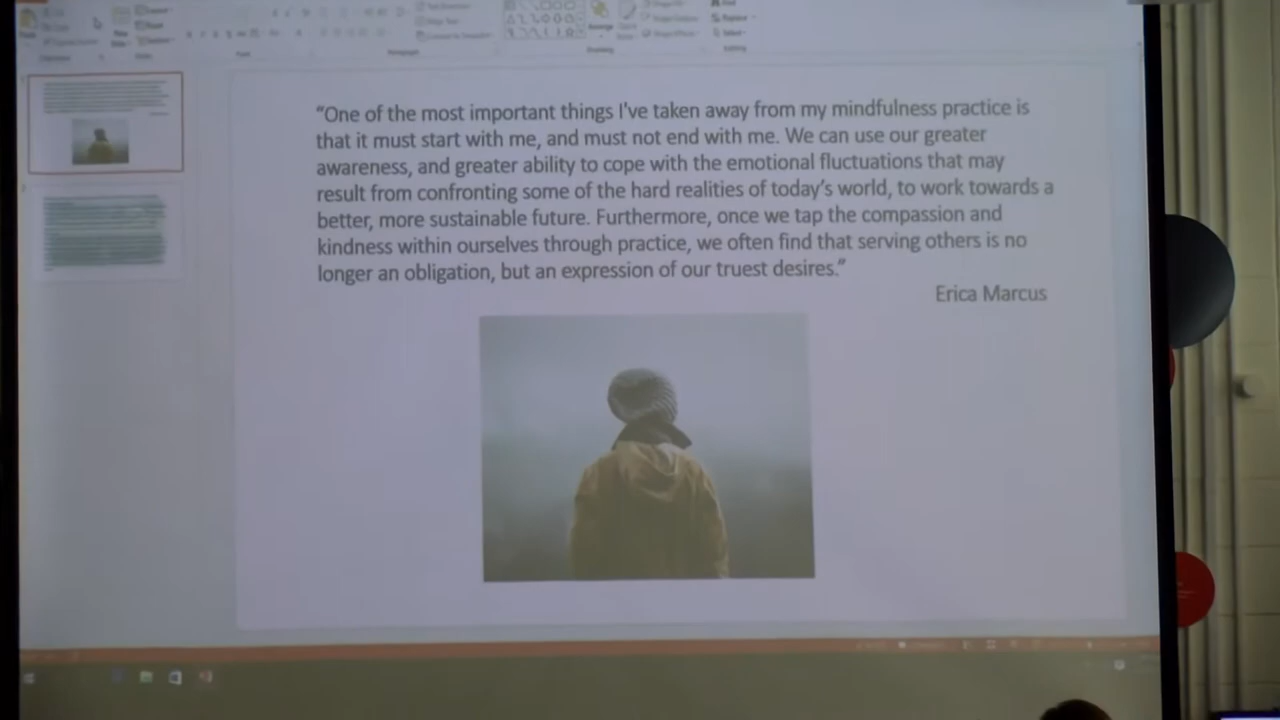 “One of the most important things I've taken away from my mindfulness practice is
that it must start with me, and must not end with me. We can use our greater
awareness, and greater ability to cope with the emotional fluctuations that may
result from confronting some of the hard realities of today’s world, to work towards a
better, more sustainable future. Furthermore, once we tap the compassion and
kindness within ourselves through practice, we often find that serving others is no
longer an obligation, but an expression of our truest desires.”
Erica Marcus